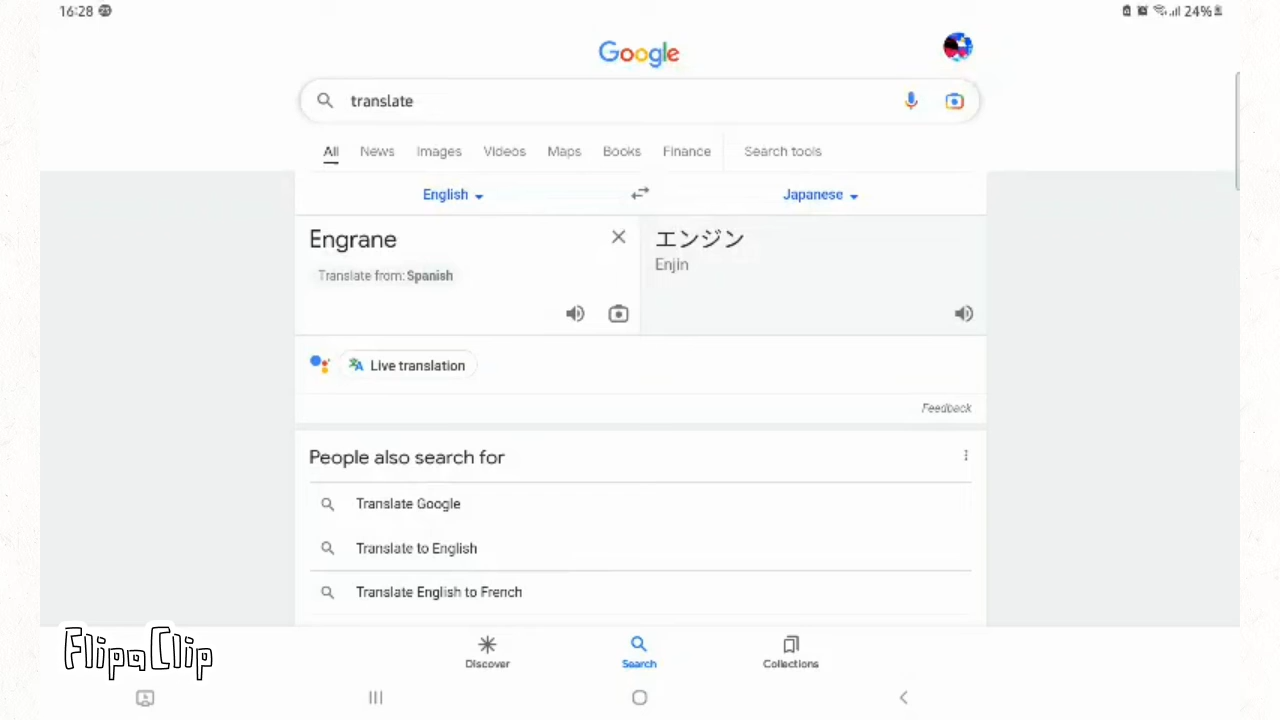 16:28
24%
Google
translate
All News Images Videos Maps Books Finance Search tools
English Japanese
Engrane
エンジン
Translate from: Spanish
Enjin
Live translation
Feedback
People also search for
Translate Google
Translate to English
Translate English to French
FlipaClip
Discover Search Collections